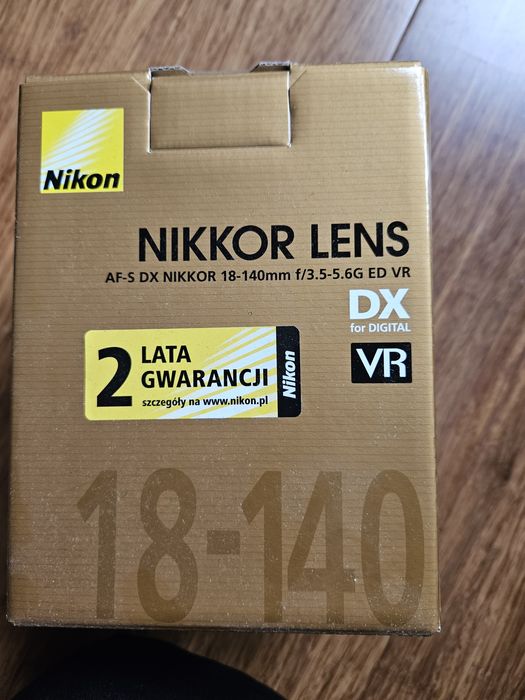 Nikon
NIKKOR LENS
AF-S DX NIKKOR 18-140mm f/3.5-5.6G ED VR
DX
for DIGITAL
VR
2 LATA
GWARANCJI
szczegóły na www.nikon.pl
Nikon
18-140